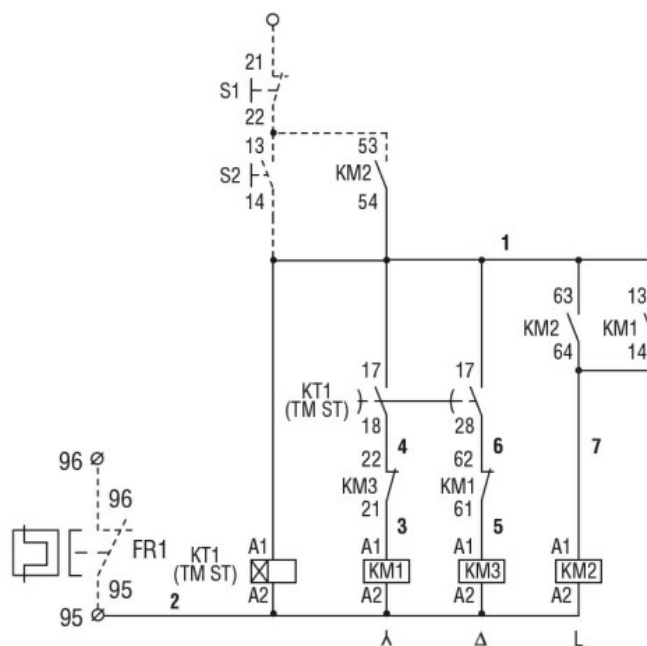 21
S1
22
13 53
S2 KM2
14 54
1
63 13
KM2 KM1
64 14
17 17
KT1
(TM ST)
18 28
4 6 7
96 22 62
96 KM3 KM1
21 61
FR1 3 5
KT1 A1 A1 A1 A1
(TM ST) KM1 KM3 KM2
95 2 A2 A2 A2 A2
95
⅄ Δ L